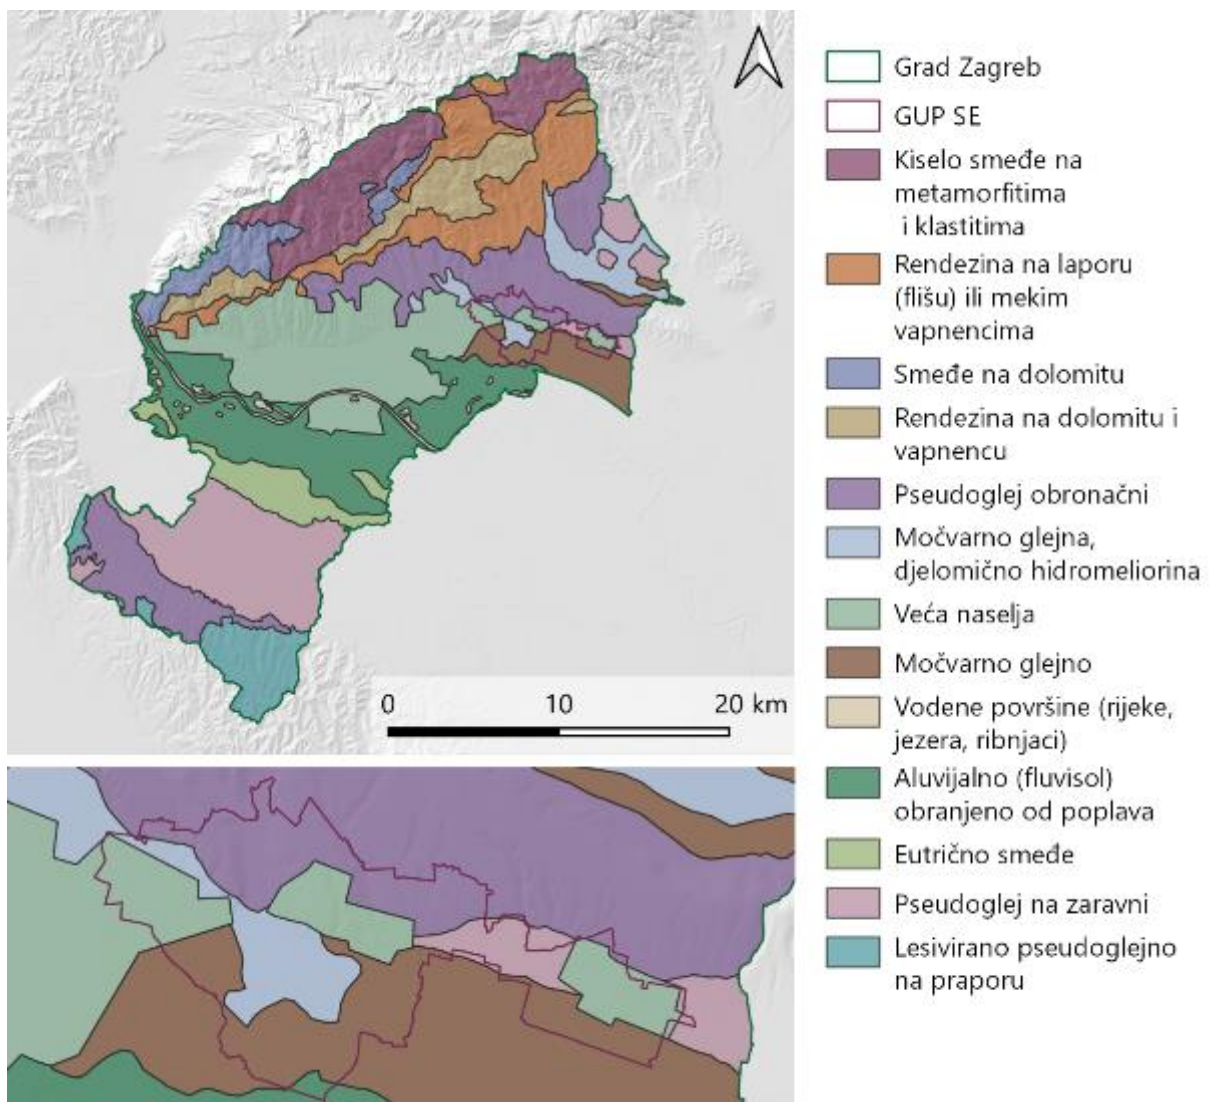 Grad Zagreb
GUP SE
Kiselo smeđe na
metamorfitima
i klastitima
Rendezina na laporu
(flišu) ili mekim
vapnencima
Smeđe na dolomitu
Rendezina na dolomitu i
vapnencu
Pseudoglej obronačni
Močvarno glejna,
djelomično hidromeliorina
Veća naselja
Močvarno glejno
Vodene površine (rijeke,
jezera, ribnjaci)
Aluvijalno (fluvisol)
obranjeno od poplava
Eutrično smeđe
Pseudoglej na zaravni
Lesivirano pseudoglejno
na praporu
0 10 20 km